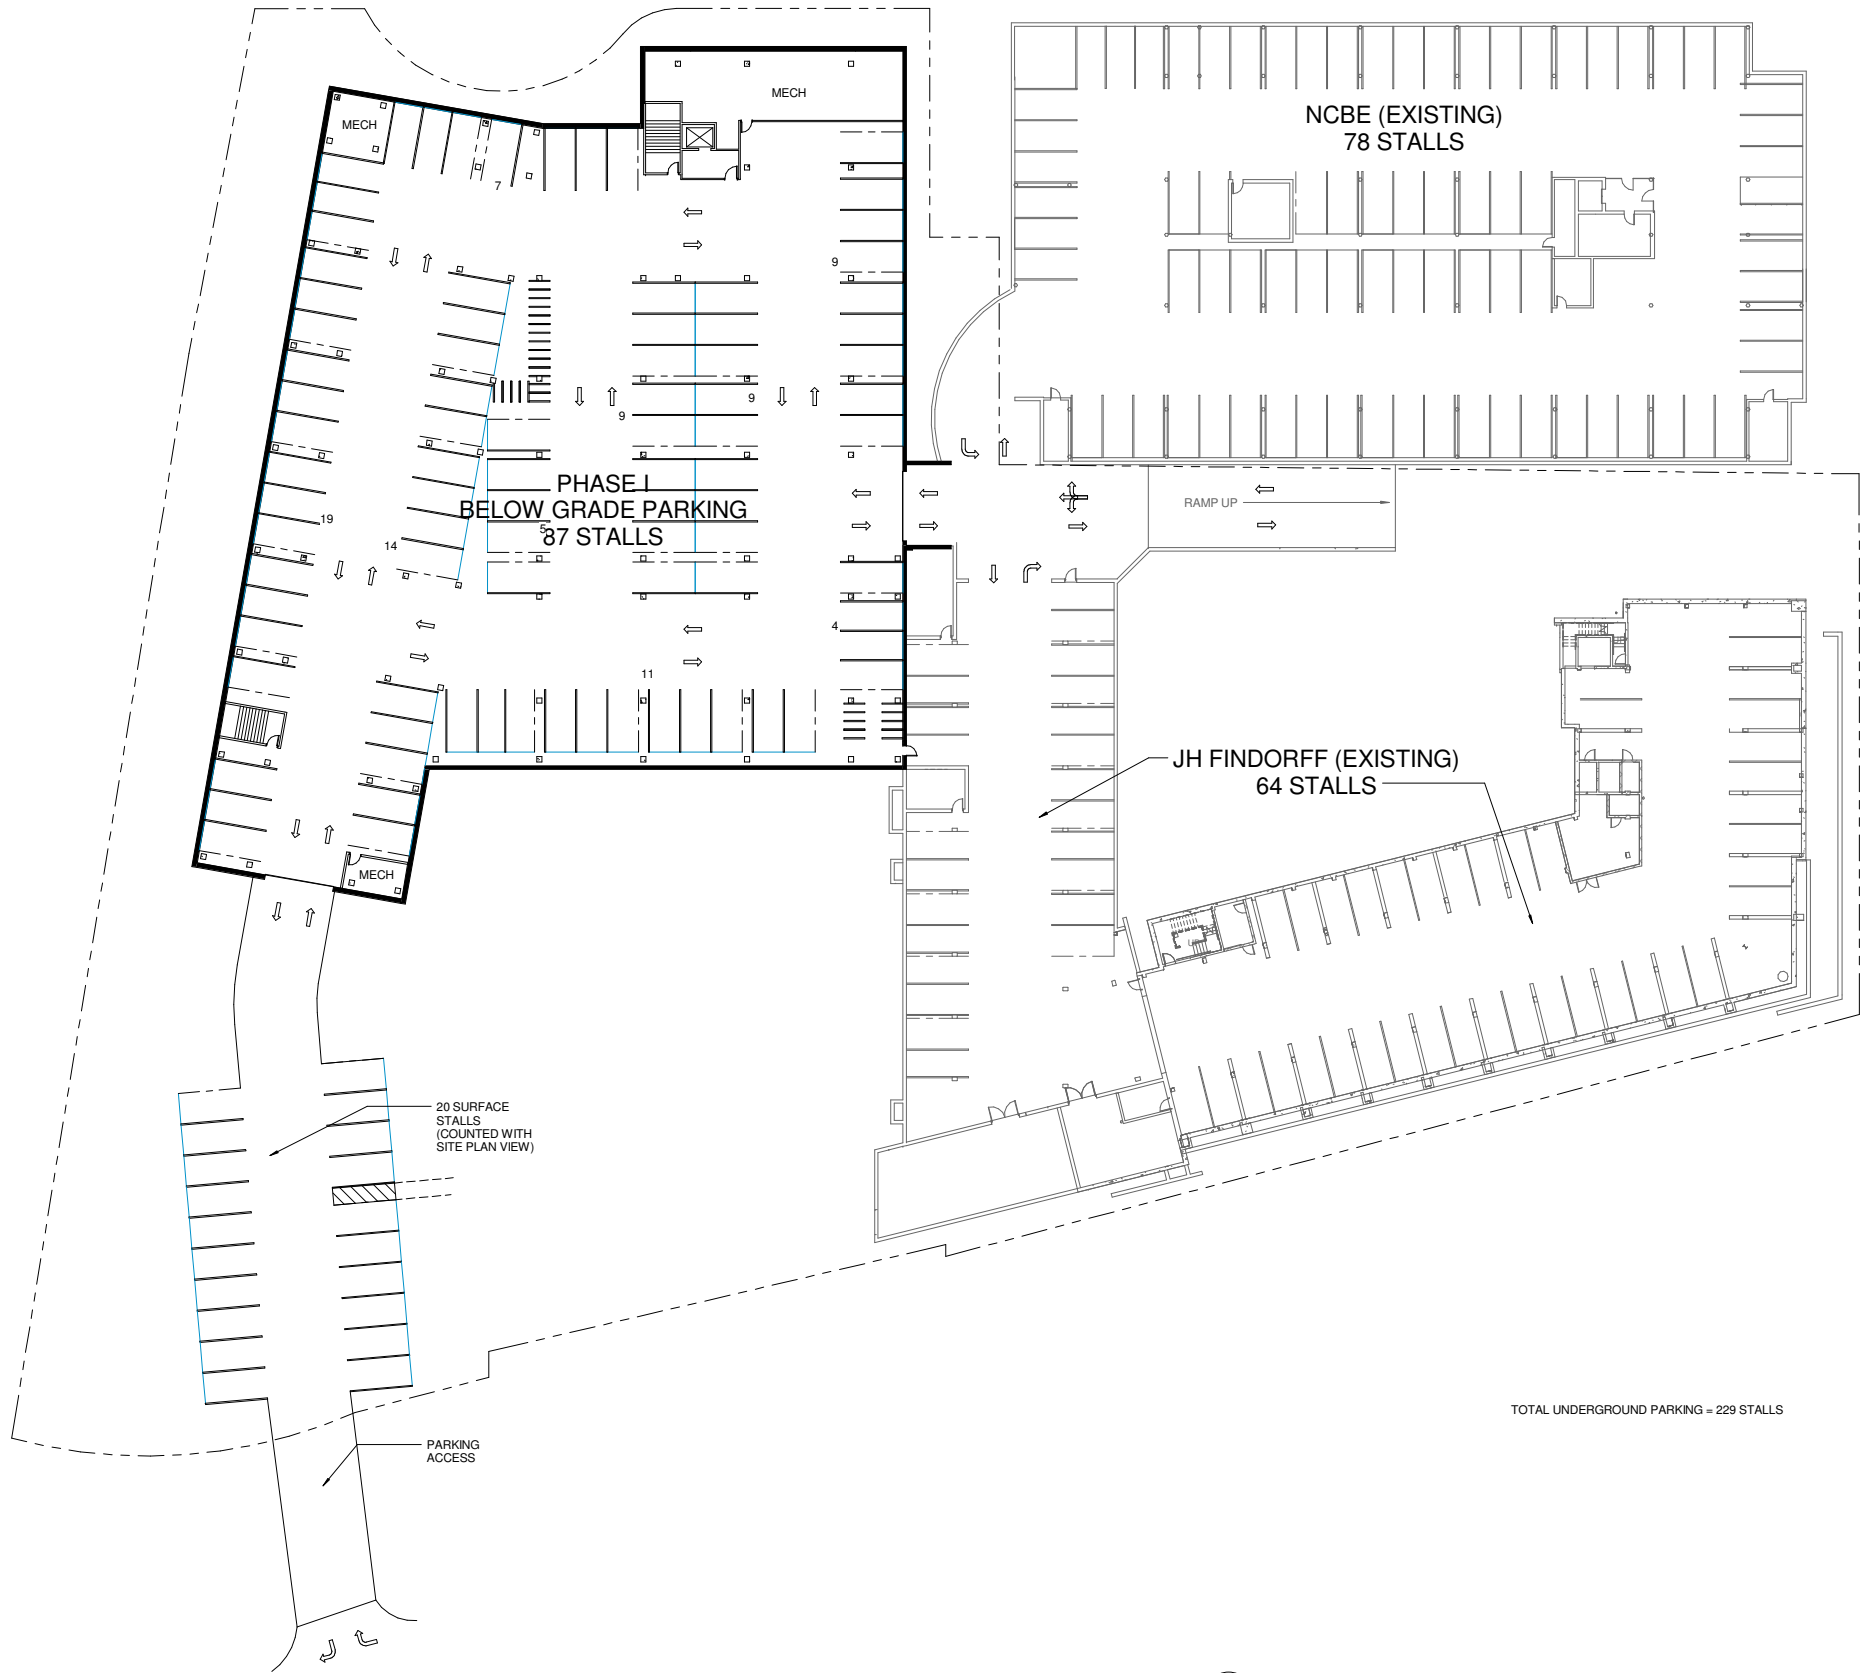 MECH
MECH
NCBE (EXISTING)
78 STALLS
7
9
9
9
PHASE I
BELOW GRADE PARKING
87 STALLS
5
RAMP UP
19
14
4
11
JH FINDORFF (EXISTING)
64 STALLS
MECH
20 SURFACE
STALLS
(COUNTED WITH
SITE PLAN VIEW)
TOTAL UNDERGROUND PARKING = 229 STALLS
PARKING
ACCESS